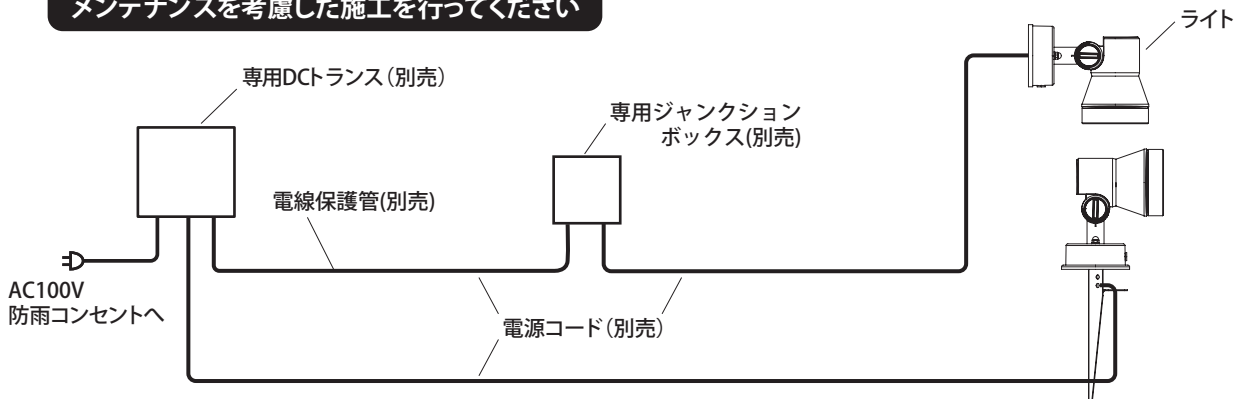 メンテナンスを考慮した施工を行ってください
ライト
専用DCトランス（別売）
専用ジャンクション
ボックス(別売)
電線保護管(別売)
AC100V
防雨コンセントへ
電源コード（別売）